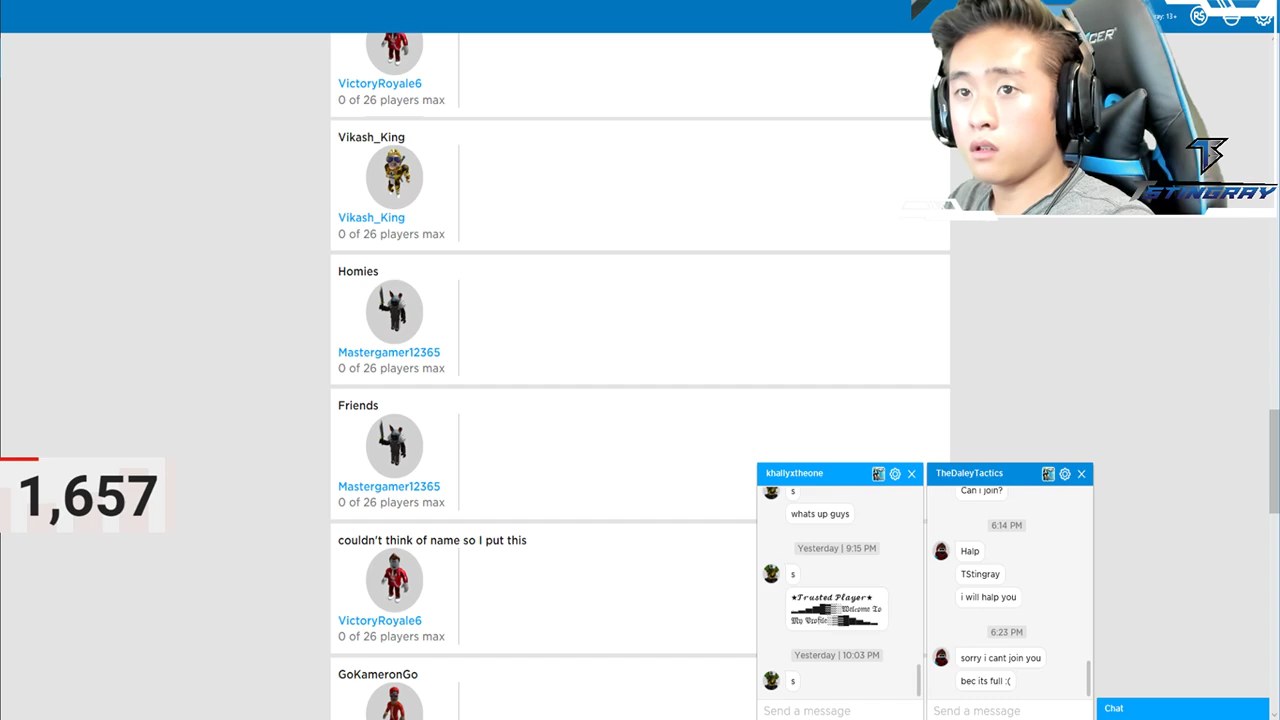 ray: 13+
VictoryRoyale6
0 of 26 players max
Vikash_King
Vikash_King
0 of 26 players max
Homies
Mastergamer12365
0 of 26 players max
Friends
Mastergamer12365
0 of 26 players max
couldn't think of name so I put this
VictoryRoyale6
0 of 26 players max
GoKameronGo
STINGRAY
1,657
khallyxtheone
s
whats up guys
Yesterday | 9:15 PM
s
★Trusted Player★
Welcome To
My Profile
Yesterday | 10:03 PM
s
Send a message
TheDaleyTactics
Can i join?
6:14 PM
Halp
TStingray
i will halp you
6:23 PM
sorry i cant join you
bec its full :(
Send a message
Chat